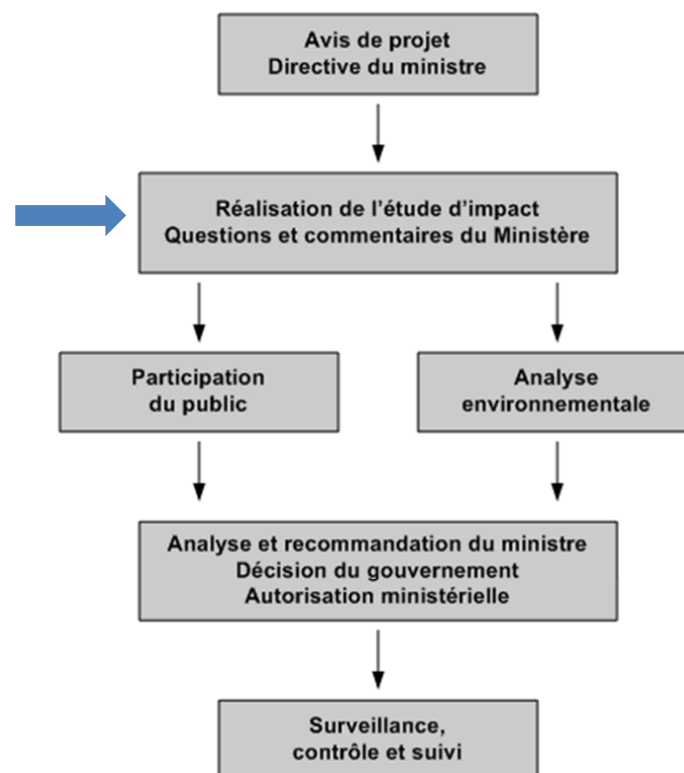 Avis de projet
Directive du ministre
Réalisation de l'étude d'impact
Questions et commentaires du Ministère
Participation
du public
Analyse
environnementale
Analyse et recommandation du ministre
Décision du gouvernement
Autorisation ministérielle
Surveillance,
contrôle et suivi